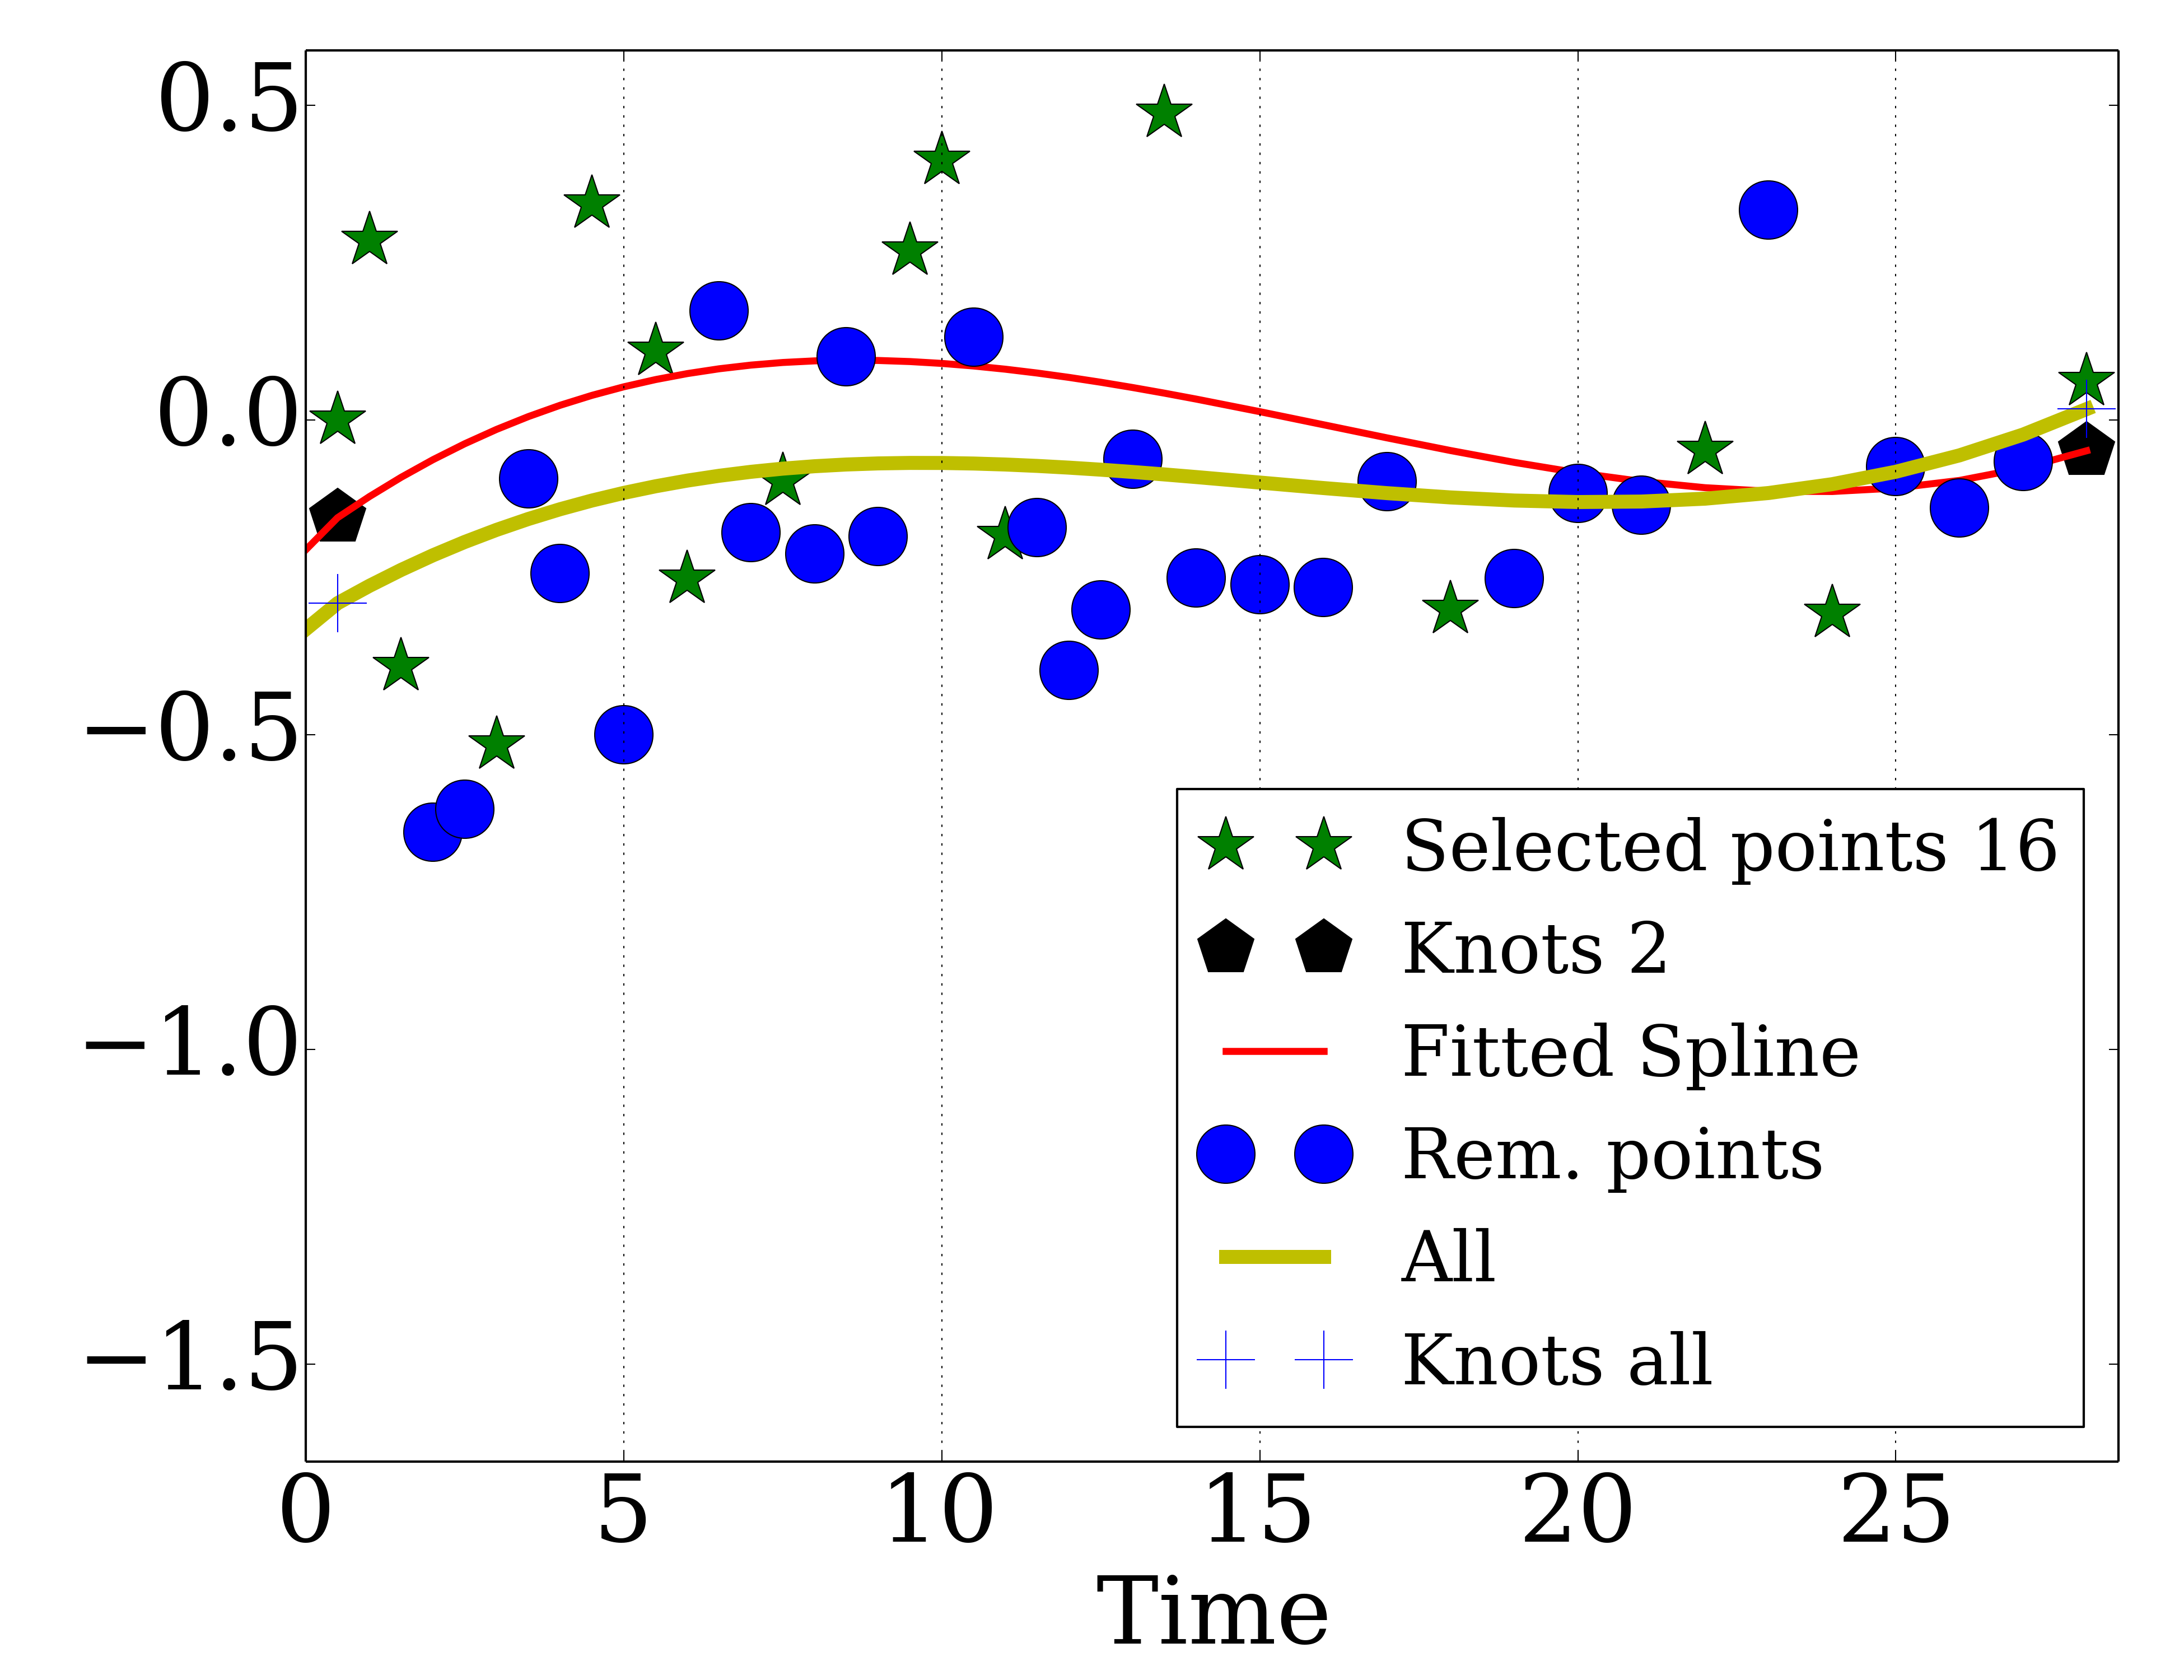 0.5
0.0
−0.5
−1.0
−1.5
Selected points 16
Knots 2
Fitted Spline
Rem. points
All
Knots all
0 5 10 15 20 25
Time